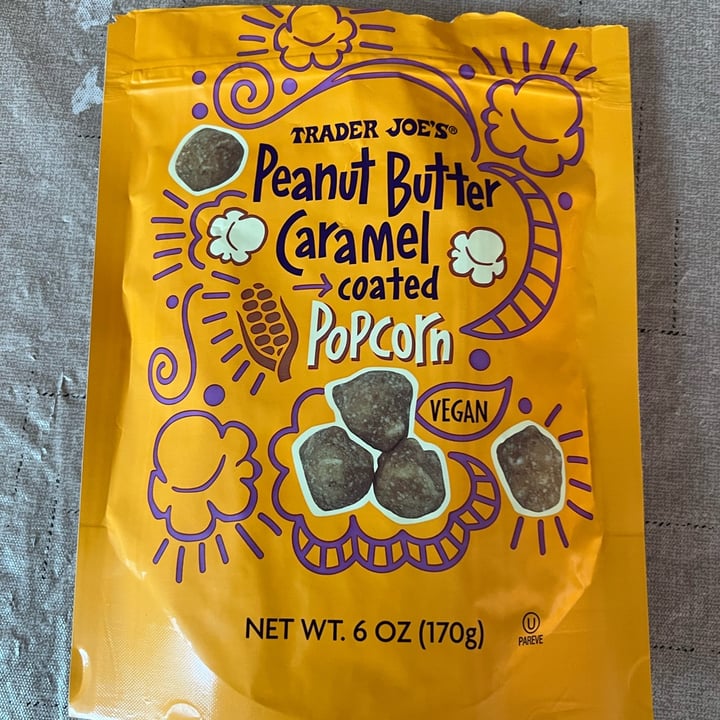 TRADER JOE'S®
Peanut Butter
Caramel
coated
POPCorn
VEGAN
NET WT. 6 OZ (170g)
U
PAREVE